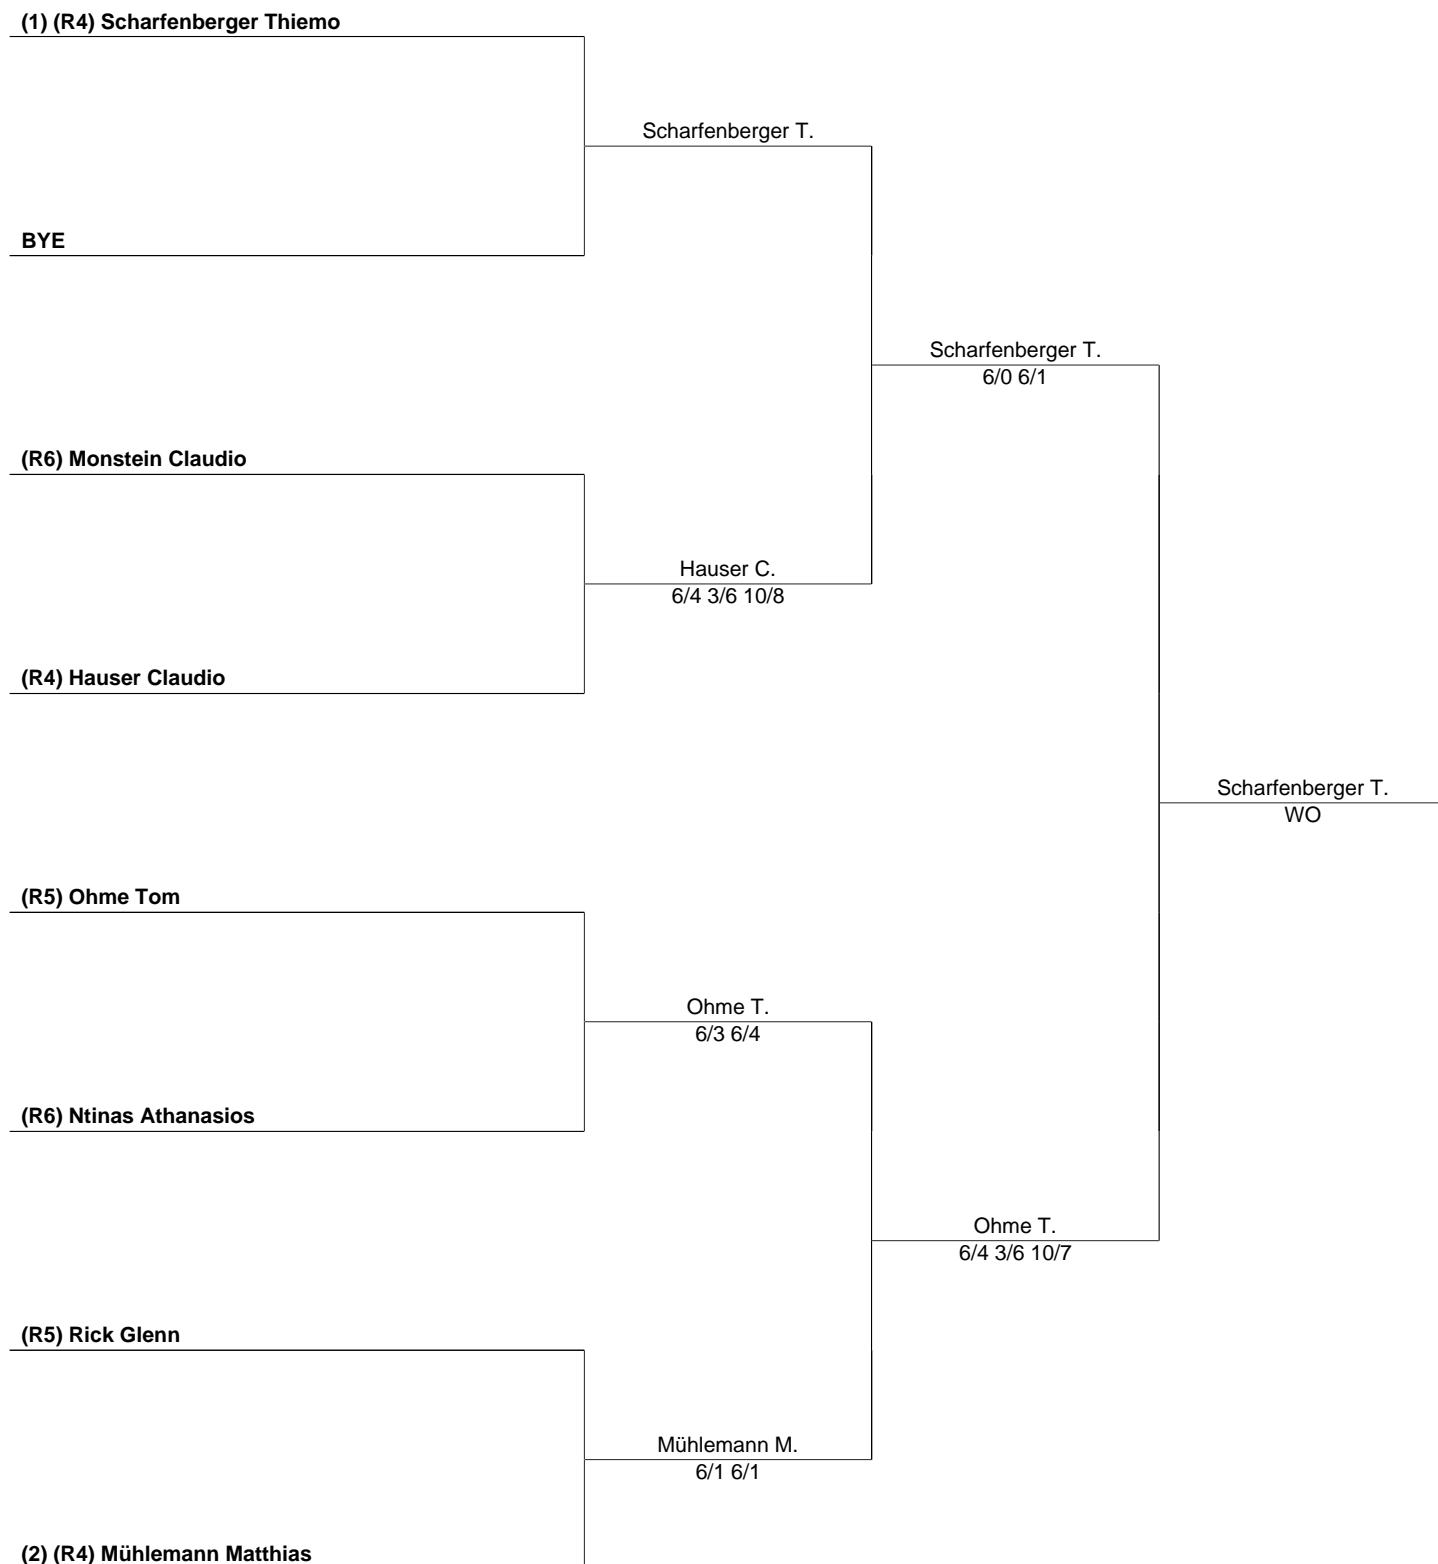 (1) (R4) Scharfenberger Thiemo
Scharfenberger T.
BYE
Scharfenberger T.
6/0 6/1
(R6) Monstein Claudio
Hauser C.
6/4 3/6 10/8
(R4) Hauser Claudio
Scharfenberger T.
WO
(R5) Ohme Tom
Ohme T.
6/3 6/4
(R6) Ntinas Athanasios
Ohme T.
6/4 3/6 10/7
(R5) Rick Glenn
Mühlemann M.
6/1 6/1
(2) (R4) Mühlemann Matthias